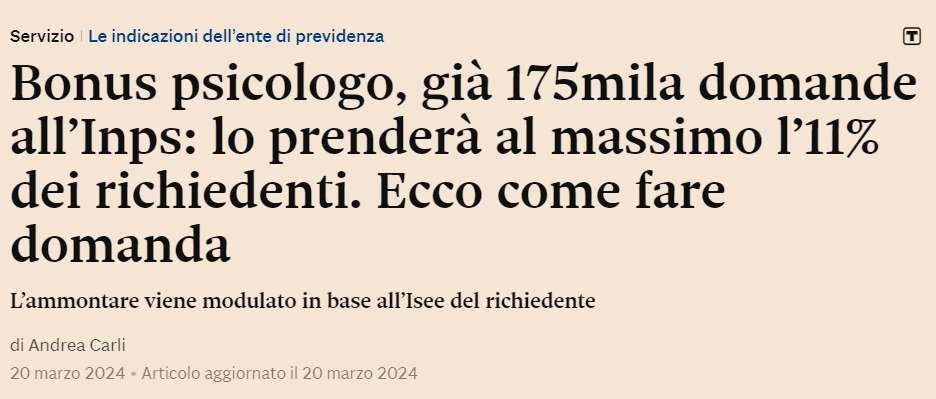 Servizio | Le indicazioni dell'ente di previdenza
T
Bonus psicologo, già 175mila domande
all'Inps: lo prenderà al massimo l'11%
dei richiedenti. Ecco come fare
domanda
L'ammontare viene modulato in base all'Isee del richiedente
di Andrea Carli
20 marzo 2024 • Articolo aggiornato il 20 marzo 2024